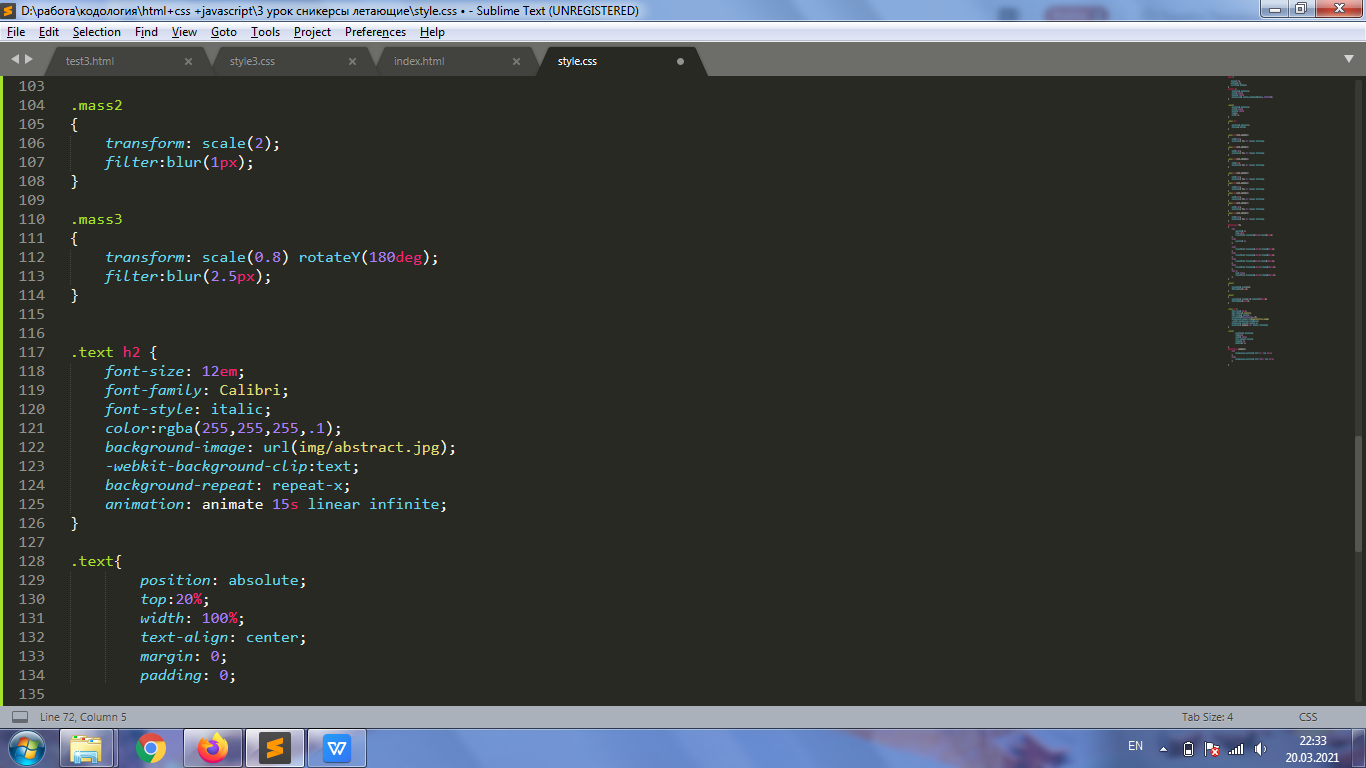 D:\работа\кодология\html+css +javascript\3 урок сникерсы летающие\style.css • - Sublime Text (UNREGISTERED)
File Edit Selection Find View Goto Tools Project Preferences Help
test3.html style3.css index.html style.css
103
104 .mass2
105 {
106 transform: scale(2);
107 filter:blur(1px);
108 }
109
110 .mass3
111 {
112 transform: scale(0.8) rotateY(180deg);
113 filter:blur(2.5px);
114 }
115
116
117 .text h2 {
118 font-size: 12em;
119 font-family: Calibri;
120 font-style: italic;
121 color:rgba(255,255,255,.1);
122 background-image: url(img/abstract.jpg);
123 -webkit-background-clip:text;
124 background-repeat: repeat-x;
125 animation: animate 15s linear infinite;
126 }
127
128 .text{
129 position: absolute;
130 top:20%;
131 width: 100%;
132 text-align: center;
133 margin: 0;
134 padding: 0;
135
Line 72, Column 5 Tab Size: 4 CSS
EN 22:33
20.03.2021